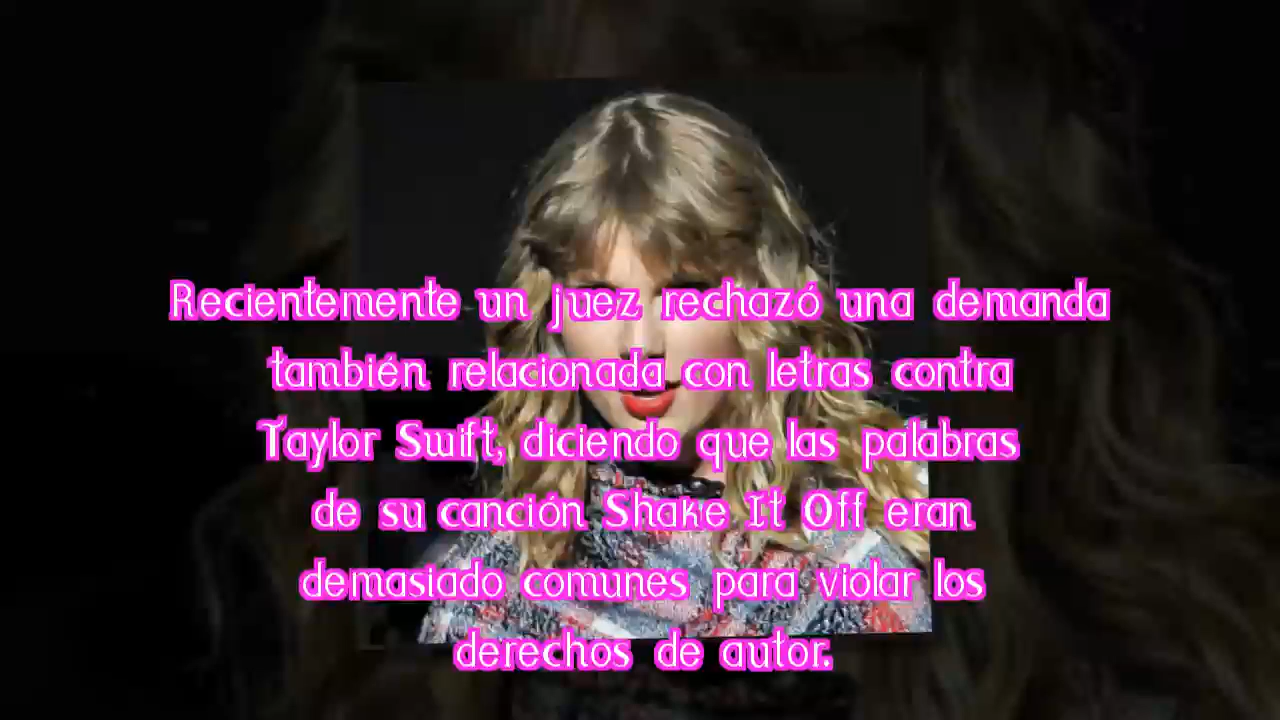 Recientemente un juez rechazó una demanda
también relacionada con letras contra
Taylor Swift, diciendo que las palabras
de su canción Shake It Off eran
demasiado comunes para violar los
derechos de autor.